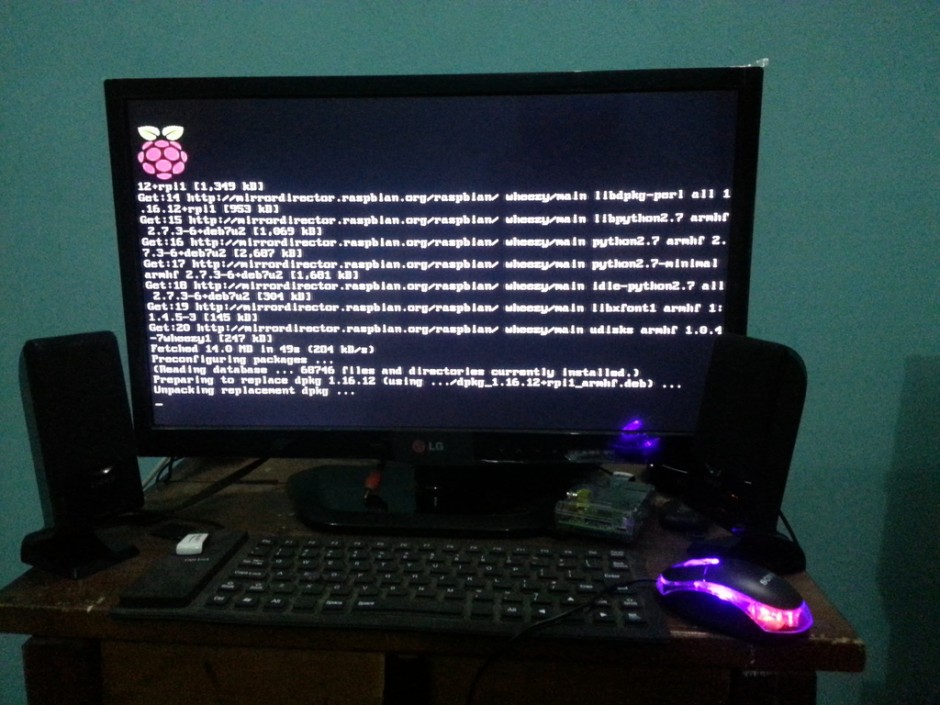 12+rpi1 [1,349 kB]
Get:14 http://mirrordirector.raspbian.org/raspbian/ wheezy/main libdpkg-perl all 1
.16.12+rpi1 [953 kB]
Get:15 http://mirrordirector.raspbian.org/raspbian/ wheezy/main libpython2.7 armhf
2.7.3-6+deb7u2 [1,069 kB]
Get:16 http://mirrordirector.raspbian.org/raspbian/ wheezy/main python2.7 armhf 2.
7.3-6+deb7u2 [2,687 kB]
Get:17 http://mirrordirector.raspbian.org/raspbian/ wheezy/main python2.7-minimal
armhf 2.7.3-6+deb7u2 [1,681 kB]
Get:18 http://mirrordirector.raspbian.org/raspbian/ wheezy/main idle-python2.7 all
2.7.3-6+deb7u2 [304 kB]
Get:19 http://mirrordirector.raspbian.org/raspbian/ wheezy/main libxfont1 armhf 1:
1.4.5-3 [145 kB]
Get:20 http://mirrordirector.raspbian.org/raspbian/ wheezy/main udisks armhf 1.0.4
-7wheezy1 [247 kB]
Fetched 14.0 MB in 49s (284 kB/s)
Preconfiguring packages ...
(Reading database ... 68746 files and directories currently installed.)
Preparing to replace dpkg 1.16.12 (using .../dpkg_1.16.12+rpi1_armhf.deb) ...
Unpacking replacement dpkg ...
LG